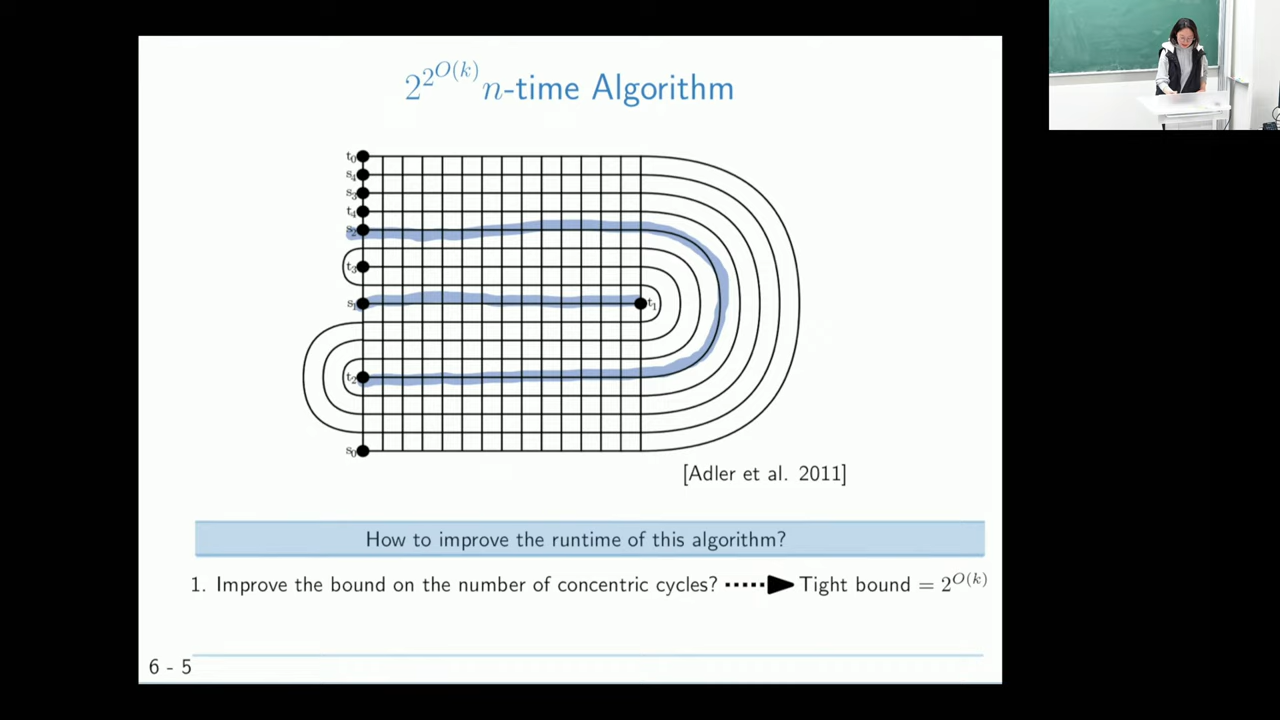 2^{2^{O(k)}} n-time Algorithm
t₀
s₄
s₃
t₄
s₂
t₃
s₁ t₁
t₂
s₀
[Adler et al. 2011]
How to improve the runtime of this algorithm?
1. Improve the bound on the number of concentric cycles? Tight bound = 2^{O(k)}
6 - 5